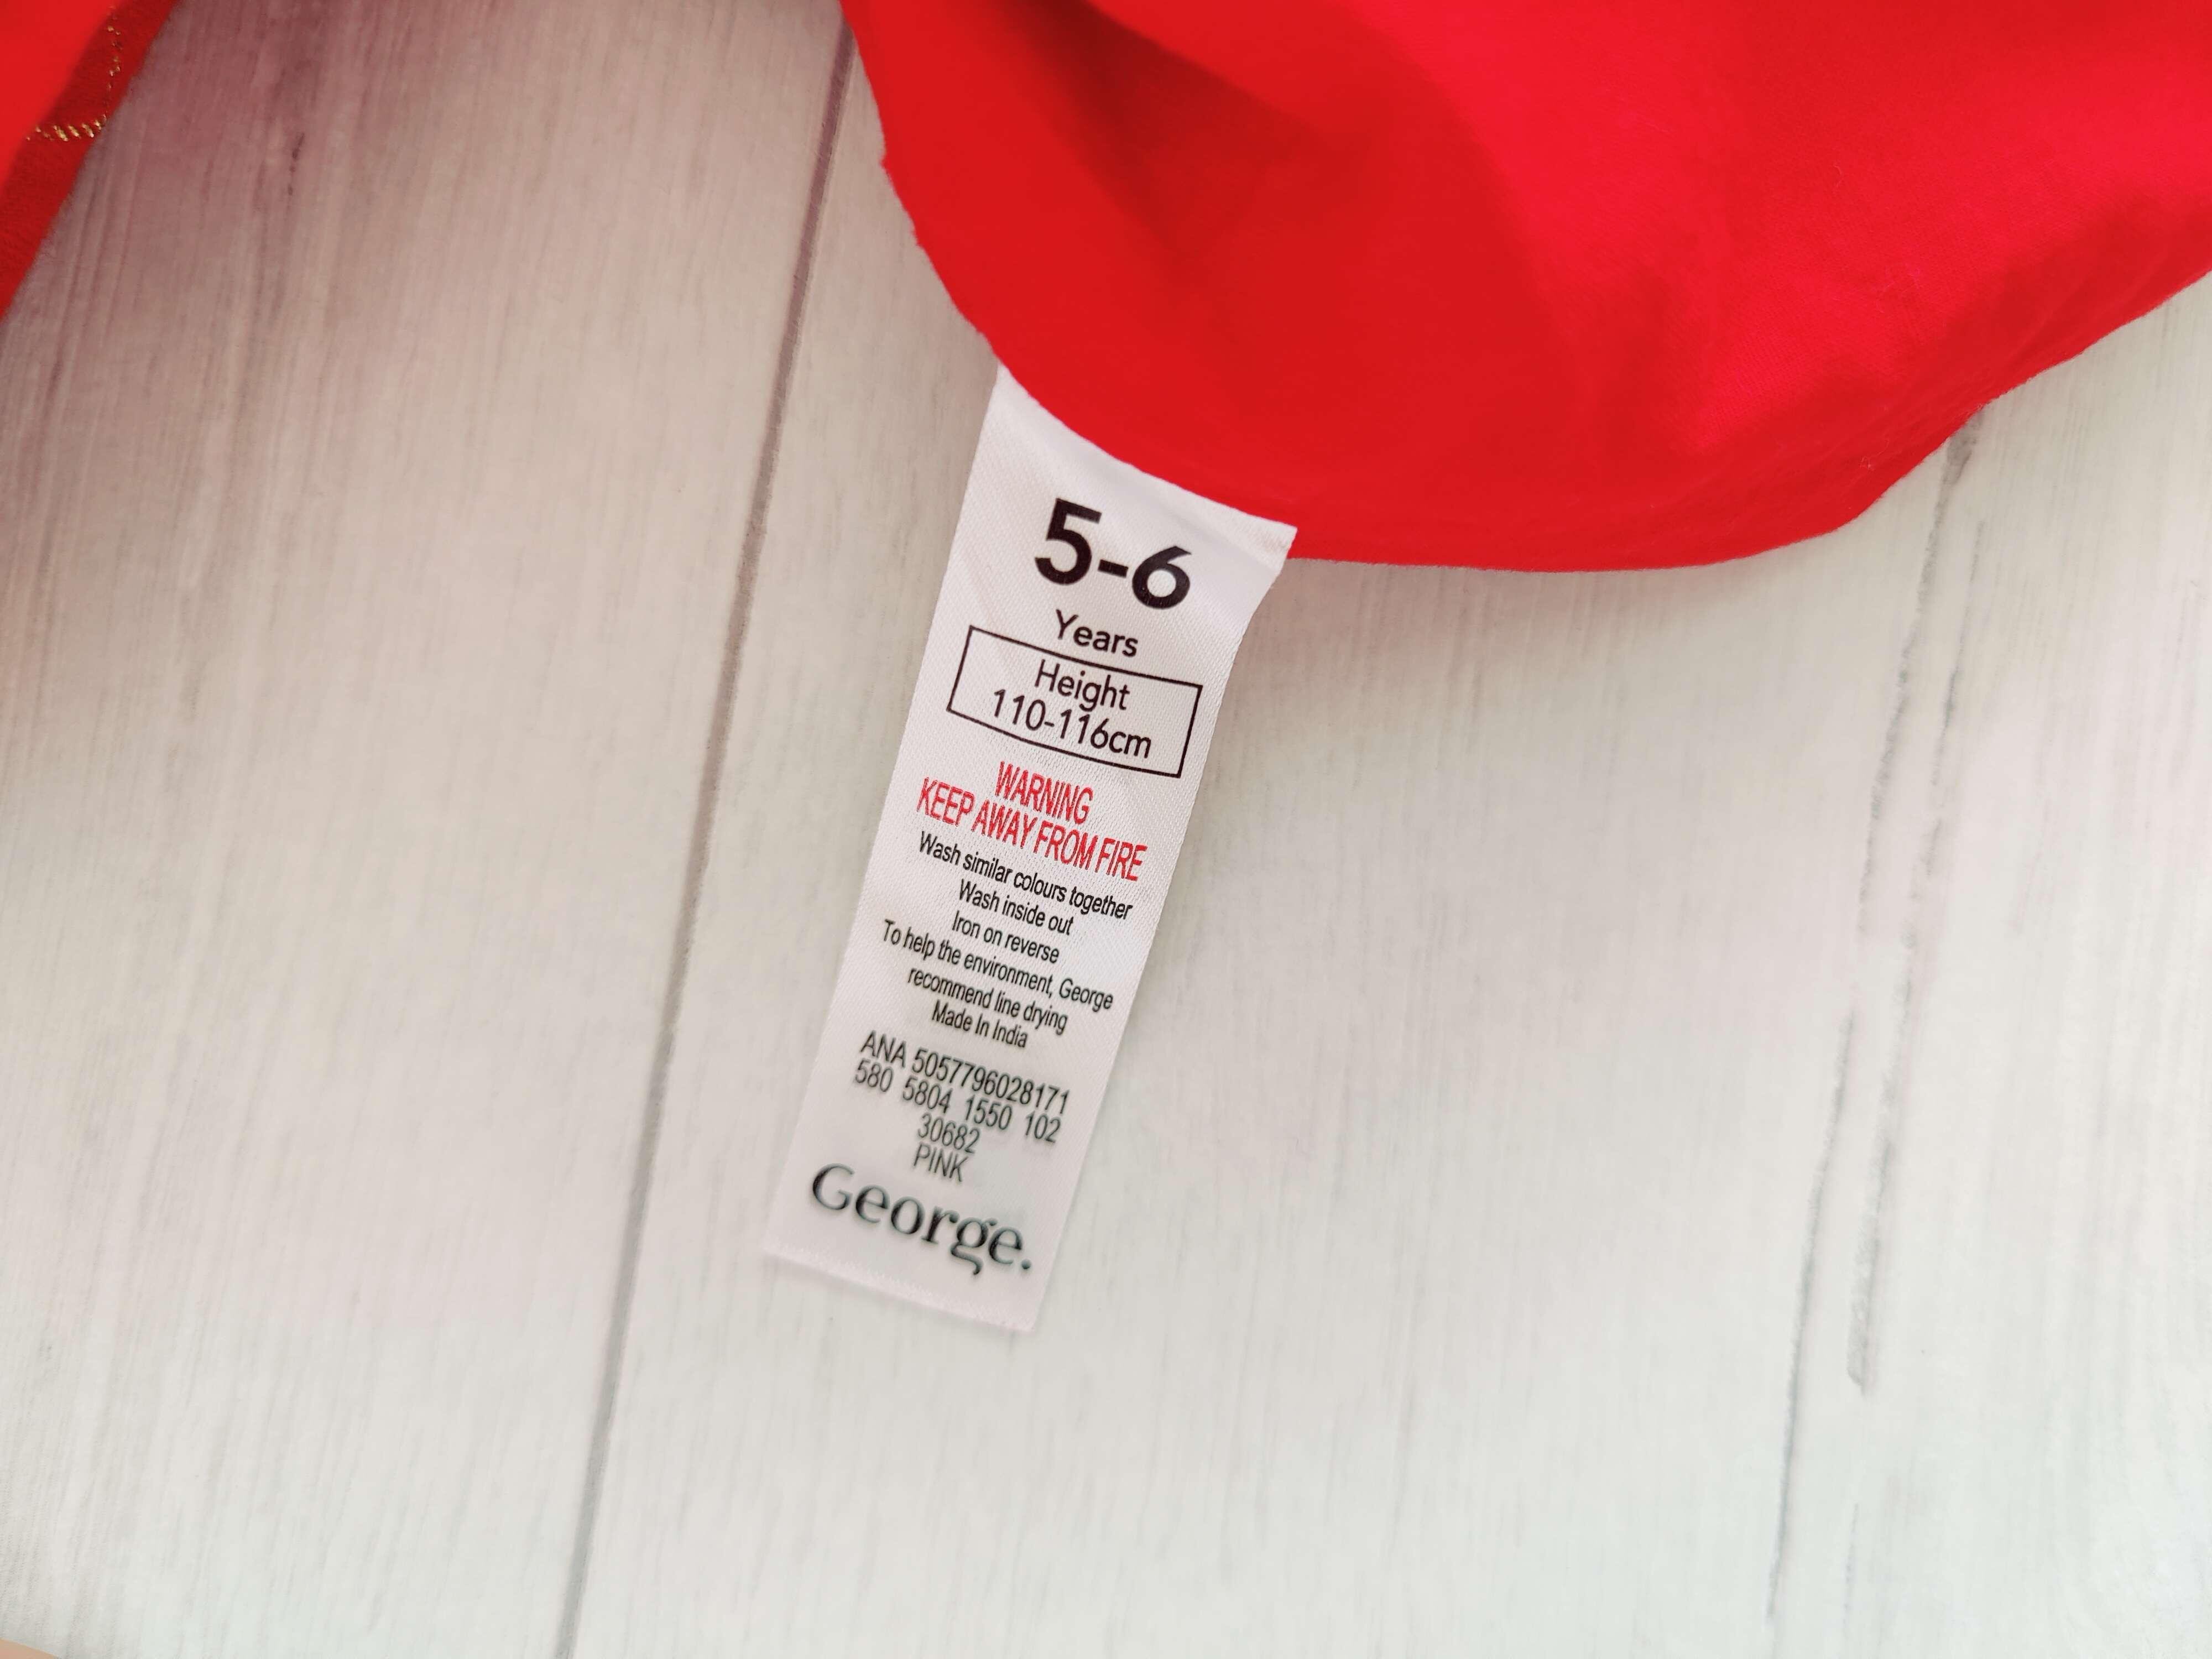 5-6
Years
Height
110-116cm
WARNING
KEEP AWAY FROM FIRE
Wash similar colours together
Wash inside out
Iron on reverse
To help the environment, George
recommend line drying
Made In India
ANA 5057796028171
580 5804 1550 102
30682
PINK
George.